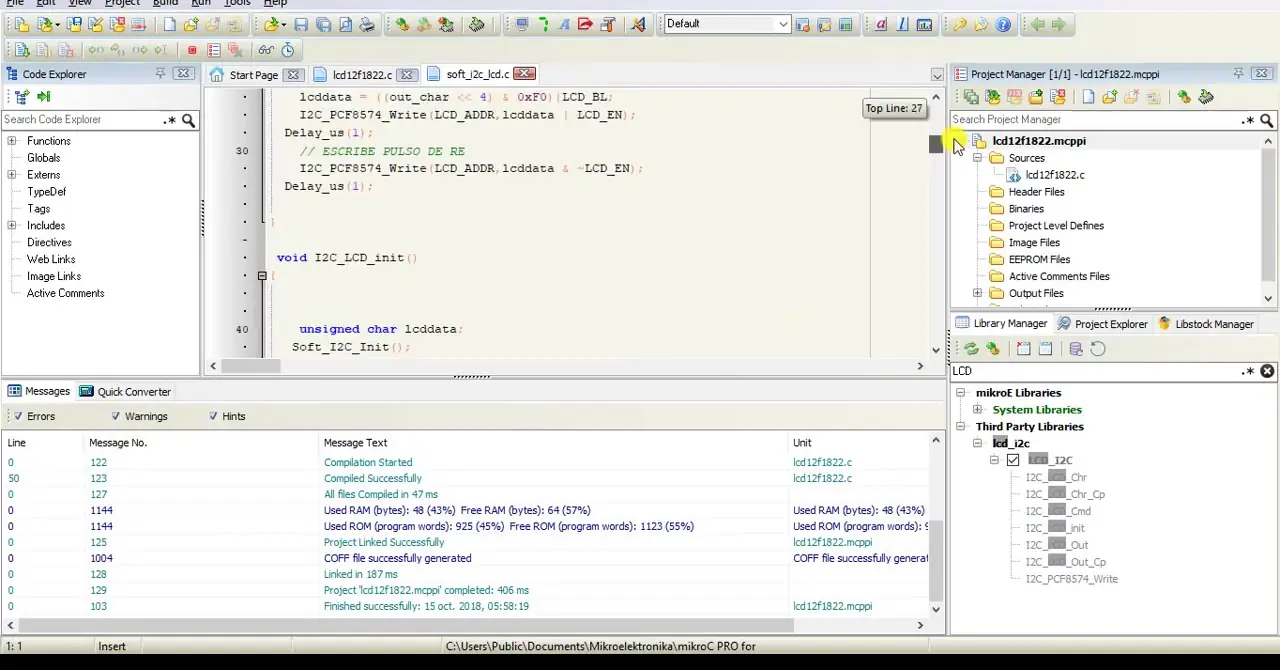 File Edit View Project Build Run Tools Help
Default
Code Explorer
Search Code Explorer .*
Functions
Globals
Externs
TypeDef
Tags
Includes
Directives
Web Links
Image Links
Active Comments
Start Page lcd12f1822.c soft_i2c_lcd.c
lcddata = ((out_char << 4) & 0xF0)|LCD_BL;
I2C_PCF8574_Write(LCD_ADDR,lcddata | LCD_EN);
Delay_us(1);
30 // ESCRIBE PULSO DE RE
I2C_PCF8574_Write(LCD_ADDR,lcddata & ~LCD_EN);
Delay_us(1);
}
void I2C_LCD_init()
{
40 unsigned char lcddata;
Soft_I2C_Init();
Top Line: 27
Project Manager [1/1] - lcd12f1822.mcppi
Search Project Manager .*
lcd12f1822.mcppi
Sources
lcd12f1822.c
Header Files
Binaries
Project Level Defines
Image Files
EEPROM Files
Active Comments Files
Output Files
Library Manager Project Explorer Libstock Manager
LCD .*
mikroE Libraries
System Libraries
Third Party Libraries
lcd_i2c
LCD_I2C
I2C_LCD_Chr
I2C_LCD_Chr_Cp
I2C_LCD_Cmd
I2C_LCD_init
I2C_LCD_Out
I2C_LCD_Out_Cp
I2C_PCF8574_Write
Messages Quick Converter
Errors Warnings Hints
Line Message No. Message Text Unit
0 122 Compilation Started lcd12f1822.c
50 123 Compiled Successfully lcd12f1822.c
0 127 All files Compiled in 47 ms
0 1144 Used RAM (bytes): 48 (43%) Free RAM (bytes): 64 (57%) Used RAM (bytes): 48 (43%)
0 1144 Used ROM (program words): 925 (45%) Free ROM (program words): 1123 (55%) Used ROM (program words): 9
0 125 Project Linked Successfully lcd12f1822.mcppi
0 1004 COFF file successfully generated COFF file successfully generat
0 128 Linked in 187 ms
0 129 Project 'lcd12f1822.mcppi' completed: 406 ms
0 103 Finished successfully: 15 oct. 2018, 05:58:19 lcd12f1822.mcppi
1: 1 Insert C:\Users\Public\Documents\Mikroelektronika\mikroC PRO for